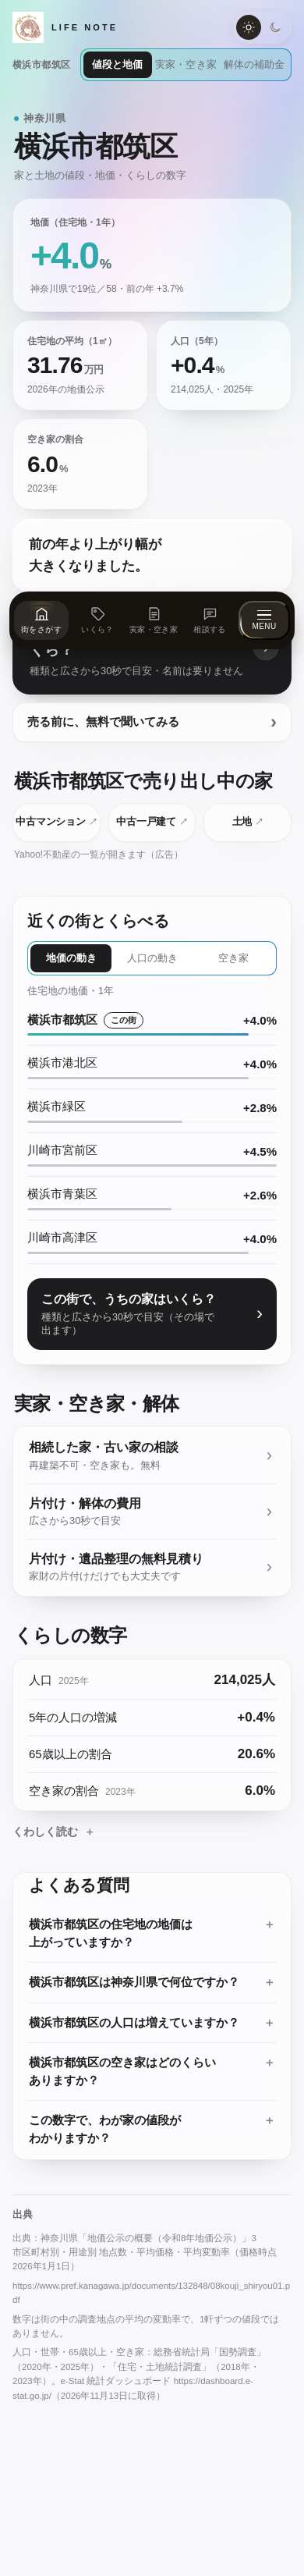 LIFE NOTE
横浜市都筑区
値段と地価
実家・空き家
解体の補助金
神奈川県
横浜市都筑区
家と土地の値段・地価・くらしの数字
地価（住宅地・1年）
+4.0%
神奈川県で19位／58・前の年 +3.7%
住宅地の平均（1㎡）
31.76万円
2026年の地価公示
人口（5年）
+0.4%
214,025人・2025年
空き家の割合
6.0%
2023年
前の年より上がり幅が
大きくなりました。
街をさがす
いくら？
実家・空き家
相談する
MENU
種類と広さから30秒で目安・名前は要りません
売る前に、無料で聞いてみる
横浜市都筑区で売り出し中の家
中古マンション ↗
中古一戸建て ↗
土地 ↗
Yahoo!不動産の一覧が開きます（広告）
近くの街とくらべる
地価の動き
人口の動き
空き家
住宅地の地価・1年
横浜市都筑区 この街 +4.0%
横浜市港北区 +4.0%
横浜市緑区 +2.8%
川崎市宮前区 +4.5%
横浜市青葉区 +2.6%
川崎市高津区 +4.0%
この街で、うちの家はいくら？
種類と広さから30秒で目安（その場で
出ます）
実家・空き家・解体
相続した家・古い家の相談
再建築不可・空き家も。無料
片付け・解体の費用
広さから30秒で目安
片付け・遺品整理の無料見積り
家財の片付けだけでも大丈夫です
くらしの数字
人口 2025年 214,025人
5年の人口の増減 +0.4%
65歳以上の割合 20.6%
空き家の割合 2023年 6.0%
くわしく読む ＋
よくある質問
横浜市都筑区の住宅地の地価は
上がっていますか？
横浜市都筑区は神奈川県で何位ですか？
横浜市都筑区の人口は増えていますか？
横浜市都筑区の空き家はどのくらい
ありますか？
この数字で、わが家の値段が
わかりますか？
出典
出典：神奈川県「地価公示の概要（令和8年地価公示）」3
市区町村別・用途別 地点数・平均価格・平均変動率（価格時点
2026年1月1日）
https://www.pref.kanagawa.jp/documents/132848/08kouji_shiryou01.p
df
数字は街の中の調査地点の平均の変動率で、1軒ずつの値段では
ありません。
人口・世帯・65歳以上・空き家：総務省統計局「国勢調査」
（2020年・2025年）・「住宅・土地統計調査」（2018年・
2023年）。e-Stat 統計ダッシュボード https://dashboard.e-
stat.go.jp/（2026年11月13日に取得）